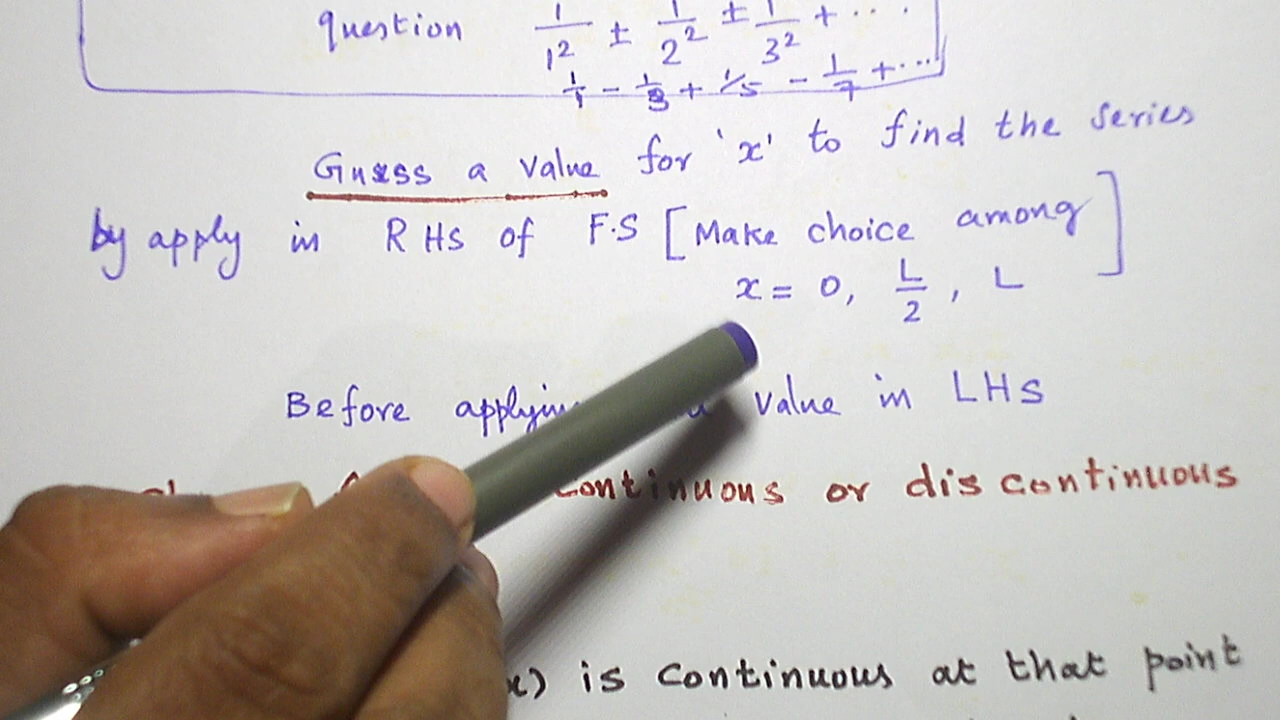 question 1/1² ± 1/2² ± 1/3² + ....
1/1 - 1/3 + 1/5 - 1/7 + ...
Guess a value for 'x' to find the series
by apply in RHS of F.S [Make choice among
x = 0, L/2, L]
Before applying value in LHS
continuous or discontinuous
x) is continuous at that point